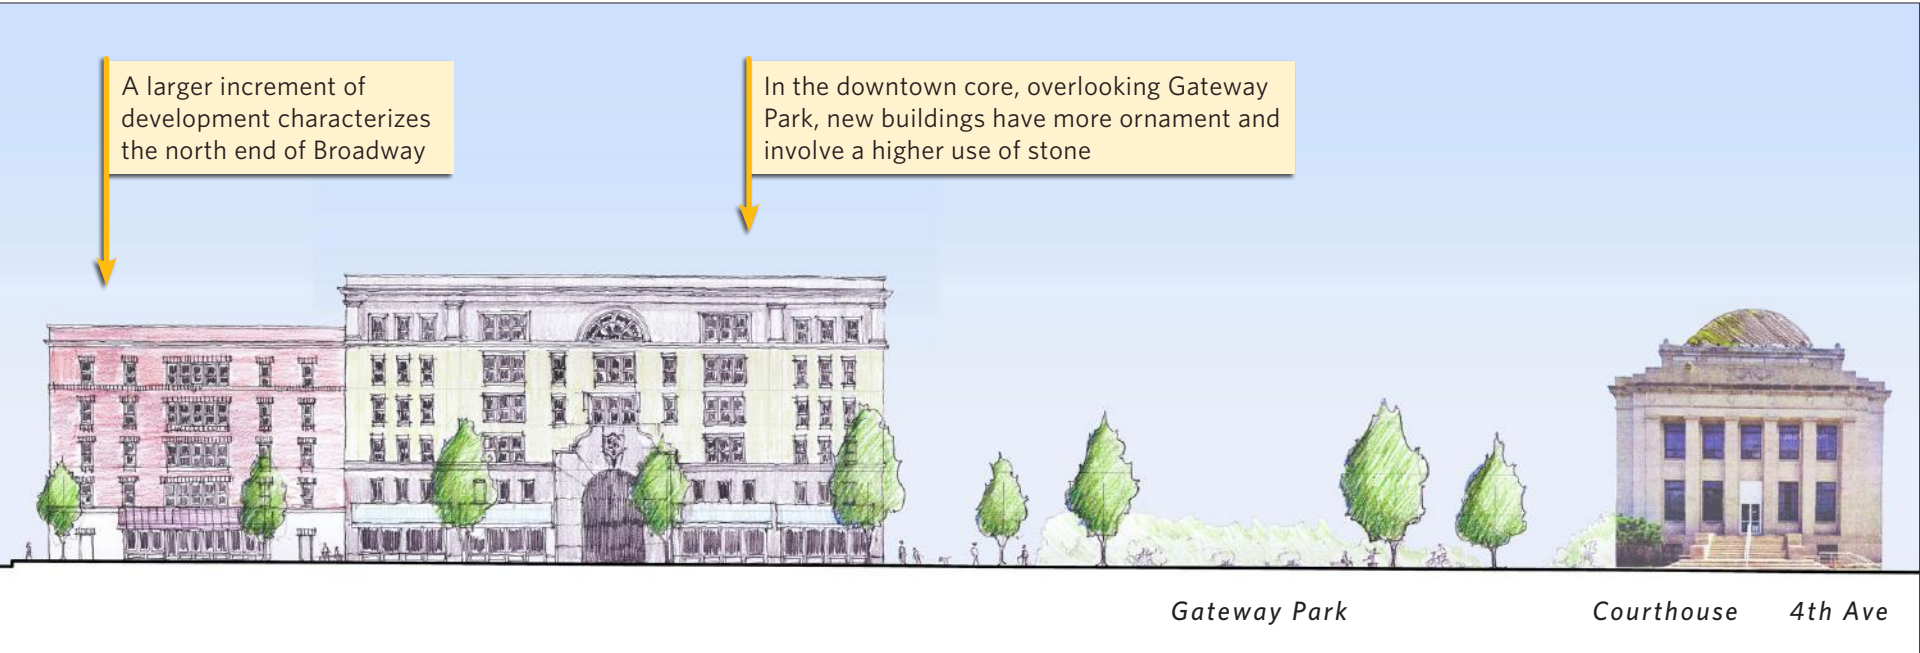 A larger increment of
development characterizes
the north end of Broadway
In the downtown core, overlooking Gateway
Park, new buildings have more ornament and
involve a higher use of stone
Gateway Park
Courthouse
4th Ave